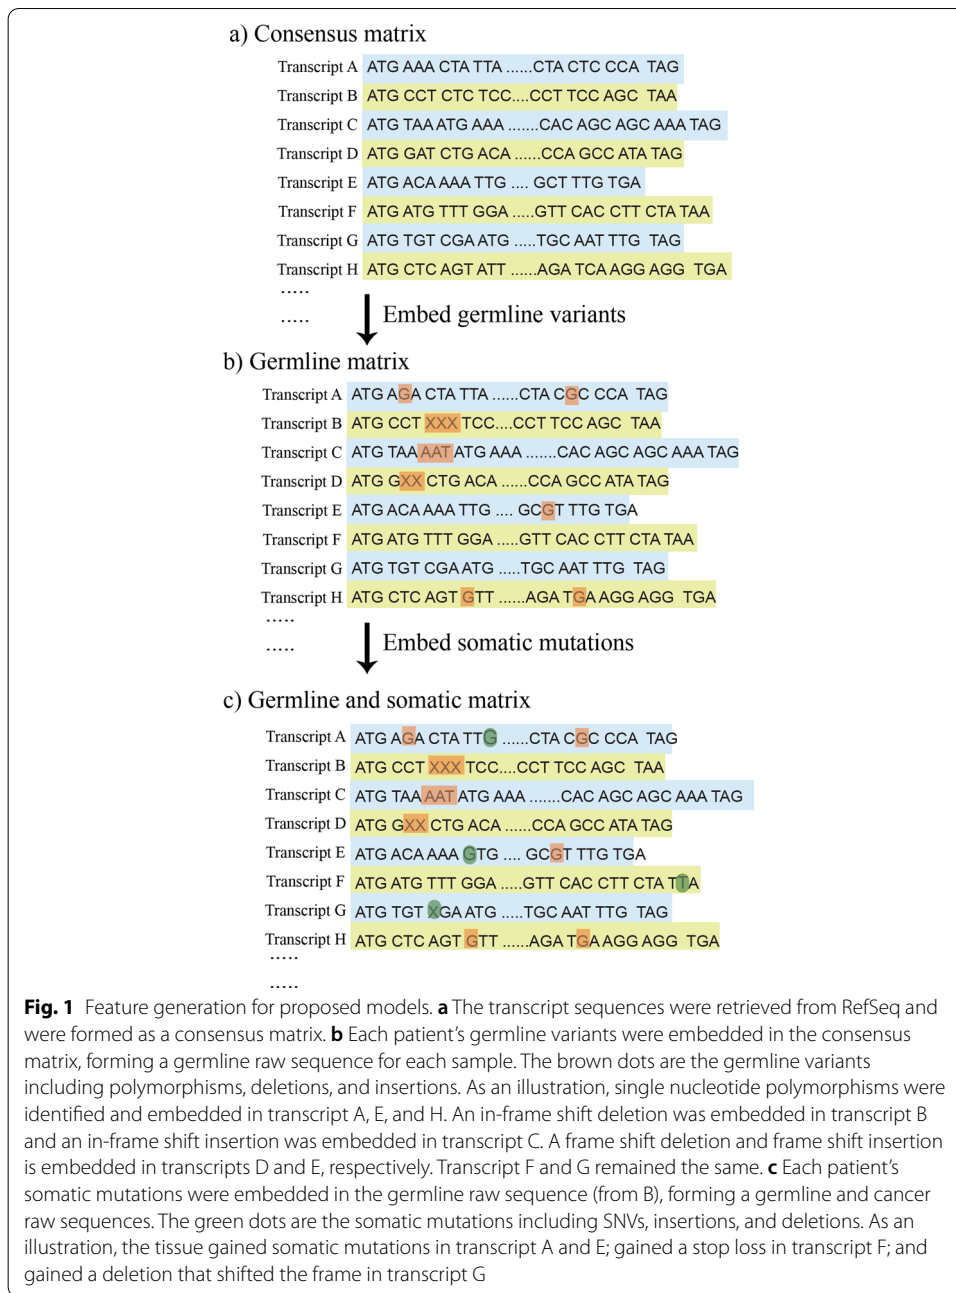 a) Consensus matrix
Transcript A ATG AAA CTA TTA ......CTA CTC CCA TAG
Transcript B ATG CCT CTC TCC....CCT TCC AGC TAA
Transcript C ATG TAA ATG AAA .......CAC AGC AGC AAA TAG
Transcript D ATG GAT CTG ACA ......CCA GCC ATA TAG
Transcript E ATG ACA AAA TTG .... GCT TTG TGA
Transcript F ATG ATG TTT GGA .....GTT CAC CTT CTA TAA
Transcript G ATG TGT CGA ATG .....TGC AAT TTG TAG
Transcript H ATG CTC AGT ATT ......AGA TCA AGG AGG TGA
.....
.....
Embed germline variants
b) Germline matrix
Transcript A ATG AGA CTA TTA ......CTA CGC CCA TAG
Transcript B ATG CCT XXX TCC....CCT TCC AGC TAA
Transcript C ATG TAA AAT ATG AAA .......CAC AGC AGC AAA TAG
Transcript D ATG GXX CTG ACA ......CCA GCC ATA TAG
Transcript E ATG ACA AAA TTG .... GCGT TTG TGA
Transcript F ATG ATG TTT GGA .....GTT CAC CTT CTA TAA
Transcript G ATG TGT CGA ATG .....TGC AAT TTG TAG
Transcript H ATG CTC AGT GTT ......AGA TGA AGG AGG TGA
.....
.....
Embed somatic mutations
c) Germline and somatic matrix
Transcript A ATG AGA CTA TTG ......CTA CGC CCA TAG
Transcript B ATG CCT XXX TCC....CCT TCC AGC TAA
Transcript C ATG TAA AAT ATG AAA .......CAC AGC AGC AAA TAG
Transcript D ATG GXX CTG ACA ......CCA GCC ATA TAG
Transcript E ATG ACA AAA GTG .... GCGT TTG TGA
Transcript F ATG ATG TTT GGA .....GTT CAC CTT CTA TTA
Transcript G ATG TGT XGA ATG .....TGC AAT TTG TAG
Transcript H ATG CTC AGT GTT ......AGA TGA AGG AGG TGA
.....
.....
Fig. 1 Feature generation for proposed models. a The transcript sequences were retrieved from RefSeq and
were formed as a consensus matrix. b Each patient's germline variants were embedded in the consensus
matrix, forming a germline raw sequence for each sample. The brown dots are the germline variants
including polymorphisms, deletions, and insertions. As an illustration, single nucleotide polymorphisms were
identified and embedded in transcript A, E, and H. An in-frame shift deletion was embedded in transcript B
and an in-frame shift insertion was embedded in transcript C. A frame shift deletion and frame shift insertion
is embedded in transcripts D and E, respectively. Transcript F and G remained the same. c Each patient's
somatic mutations were embedded in the germline raw sequence (from B), forming a germline and cancer
raw sequences. The green dots are the somatic mutations including SNVs, insertions, and deletions. As an
illustration, the tissue gained somatic mutations in transcript A and E; gained a stop loss in transcript F; and
gained a deletion that shifted the frame in transcript G